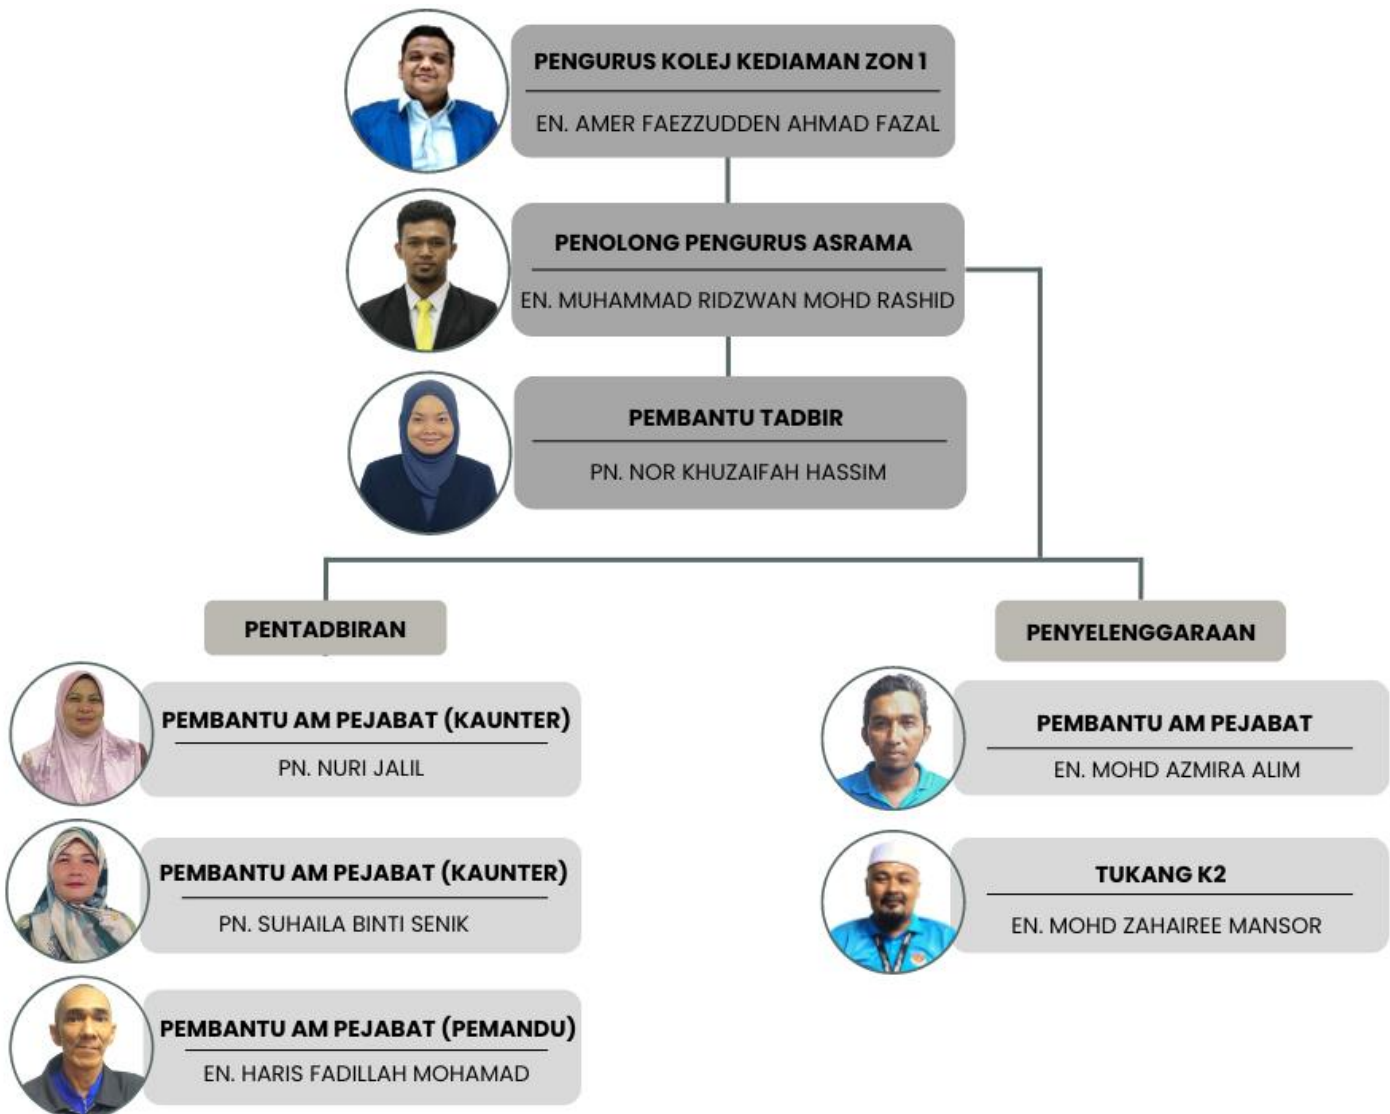 PENGURUS KOLEJ KEDIAMAN ZON 1
EN. AMER FAEZZUDDEN AHMAD FAZAL
PENOLONG PENGURUS ASRAMA
EN. MUHAMMAD RIDZWAN MOHD RASHID
PEMBANTU TADBIR
PN. NOR KHUZAIFAH HASSIM
PENTADBIRAN
PEMBANTU AM PEJABAT (KAUNTER)
PN. NURI JALIL
PEMBANTU AM PEJABAT (KAUNTER)
PN. SUHAILA BINTI SENIK
PEMBANTU AM PEJABAT (PEMANDU)
EN. HARIS FADILLAH MOHAMAD
PENYELENGGARAAN
PEMBANTU AM PEJABAT
EN. MOHD AZMIRA ALIM
TUKANG K2
EN. MOHD ZAHAIREE MANSOR